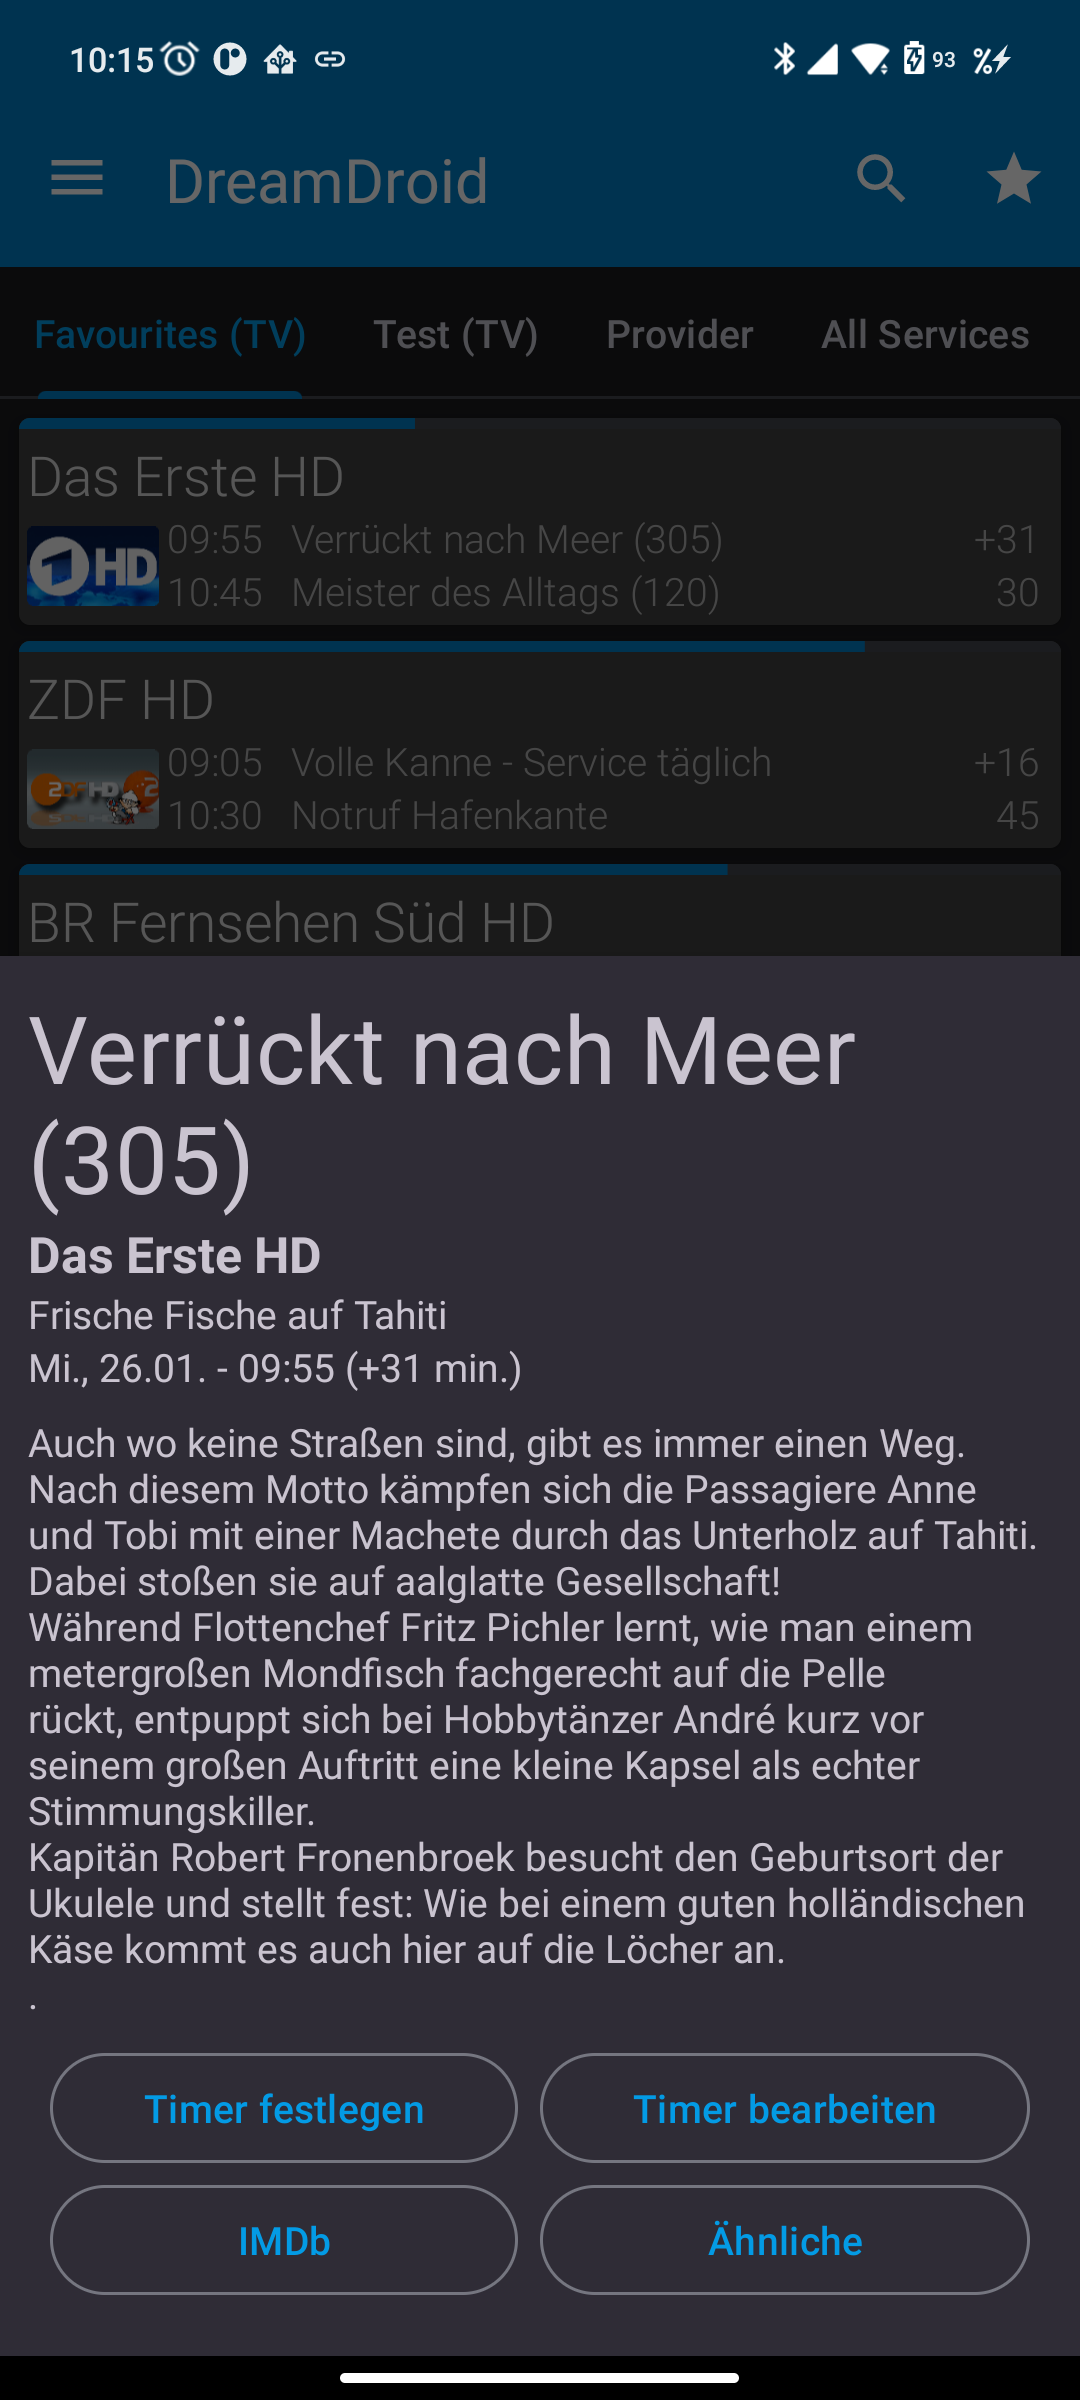 10:15 93 %
DreamDroid
Favourites (TV) Test (TV) Provider All Services
Das Erste HD
HD 09:55 Verrückt nach Meer (305) +31
10:45 Meister des Alltags (120) 30
ZDF HD
09:05 Volle Kanne - Service täglich +16
10:30 Notruf Hafenkante 45
BR Fernsehen Süd HD
Verrückt nach Meer
(305)
Das Erste HD
Frische Fische auf Tahiti
Mi., 26.01. - 09:55 (+31 min.)
Auch wo keine Straßen sind, gibt es immer einen Weg.
Nach diesem Motto kämpfen sich die Passagiere Anne
und Tobi mit einer Machete durch das Unterholz auf Tahiti.
Dabei stoßen sie auf aalglatte Gesellschaft!
Während Flottenchef Fritz Pichler lernt, wie man einem
metergroßen Mondfisch fachgerecht auf die Pelle
rückt, entpuppt sich bei Hobbytänzer André kurz vor
seinem großen Auftritt eine kleine Kapsel als echter
Stimmungskiller.
Kapitän Robert Fronenbroek besucht den Geburtsort der
Ukulele und stellt fest: Wie bei einem guten holländischen
Käse kommt es auch hier auf die Löcher an.
.
Timer festlegen Timer bearbeiten
IMDb Ähnliche